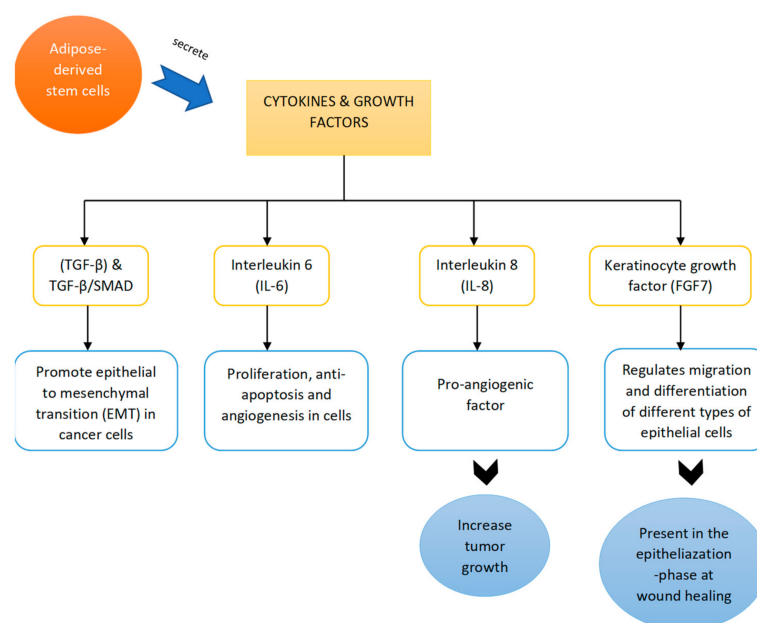 Adipose-
derived
stem cells
secrete
CYTOKINES & GROWTH
FACTORS
(TGF-β) &
TGF-β/SMAD
Interleukin 6
(IL-6)
Interleukin 8
(IL-8)
Keratinocyte growth
factor (FGF7)
Promote epithelial
to mesenchymal
transition (EMT) in
cancer cells
Proliferation, anti-
apoptosis and
angiogenesis in cells
Pro-angiogenic
factor
Regulates migration
and differentiation
of different types of
epithelial cells
Increase
tumor
growth
Present in the
epitheliazation
-phase at
wound healing